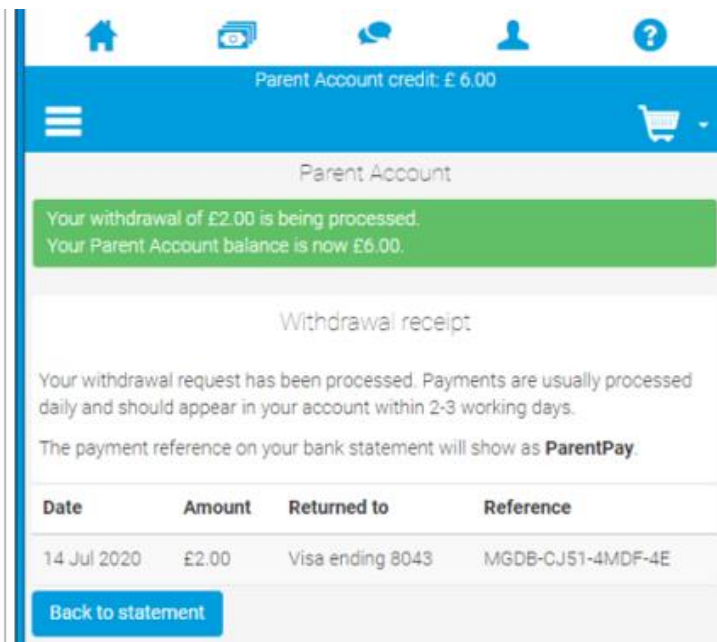 Parent Account credit: £ 6.00
Parent Account
Your withdrawal of £2.00 is being processed.
Your Parent Account balance is now £6.00.
Withdrawal receipt
Your withdrawal request has been processed. Payments are usually processed
daily and should appear in your account within 2-3 working days.
The payment reference on your bank statement will show as ParentPay.
Date Amount Returned to Reference
14 Jul 2020 £2.00 Visa ending 8043 MGDB-CJ51-4MDF-4E
Back to statement